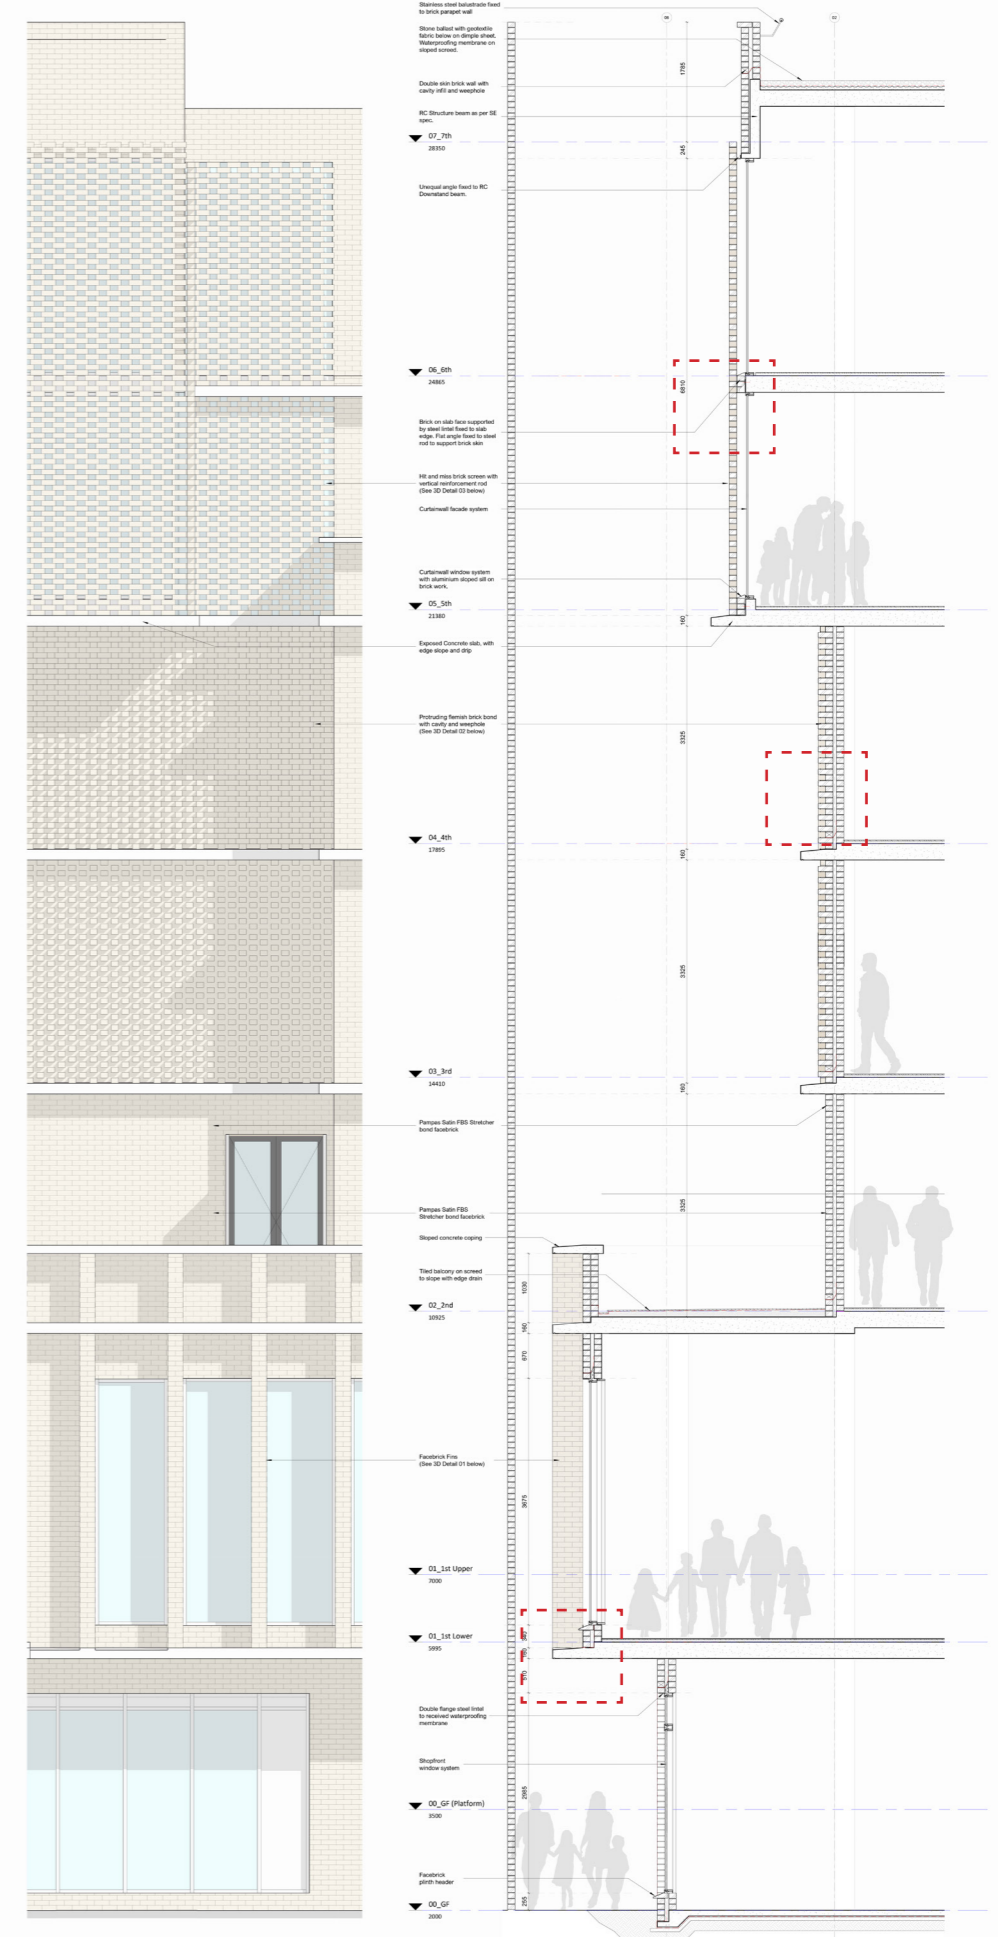 Stainless steel balustrade fixed
to brick parapet wall
06
02
Stone ballast with geotextile
fabric below on dimple sheet.
Waterproofing membrane on
sloped screed.
1785
Double skin brick wall with
cavity infill and weephole
RC Structure beam as per SE
spec.
07_7th
28350
245
Unequal angle fixed to RC
Downstand beam.
06_6th
24865
6810
Brick on slab face supported
by steel lintel fixed to slab
edge. Flat angle fixed to steel
rod to support brick skin
Hit and miss brick screen with
vertical reinforcement rod
(See 3D Detail 03 below)
Curtainwall facade system
Curtainwall window system
with aluminium sloped sill on
brick work.
05_5th
21380
160
Exposed Concrete slab, with
edge slope and drip
Protruding flemish brick bond
with cavity and weephole
(See 3D Detail 02 below)
3325
04_4th
17895
160
3325
03_3rd
14410
160
Pampas Satin FBS Stretcher
bond facebrick
Pampas Satin FBS
Stretcher bond facebrick
3325
Sloped concrete coping
Tiled balcony on screed
to slope with edge drain
1030
02_2nd
10925
160
670
Facebrick Fins
(See 3D Detail 01 below)
3675
01_1st Upper
7000
01_1st Lower
5995
340
160
510
Double flange steel lintel
to received waterproofing
membrane
Shopfront
window system
2985
00_GF (Platform)
3500
Facebrick
plinth header
255
00_GF
2000